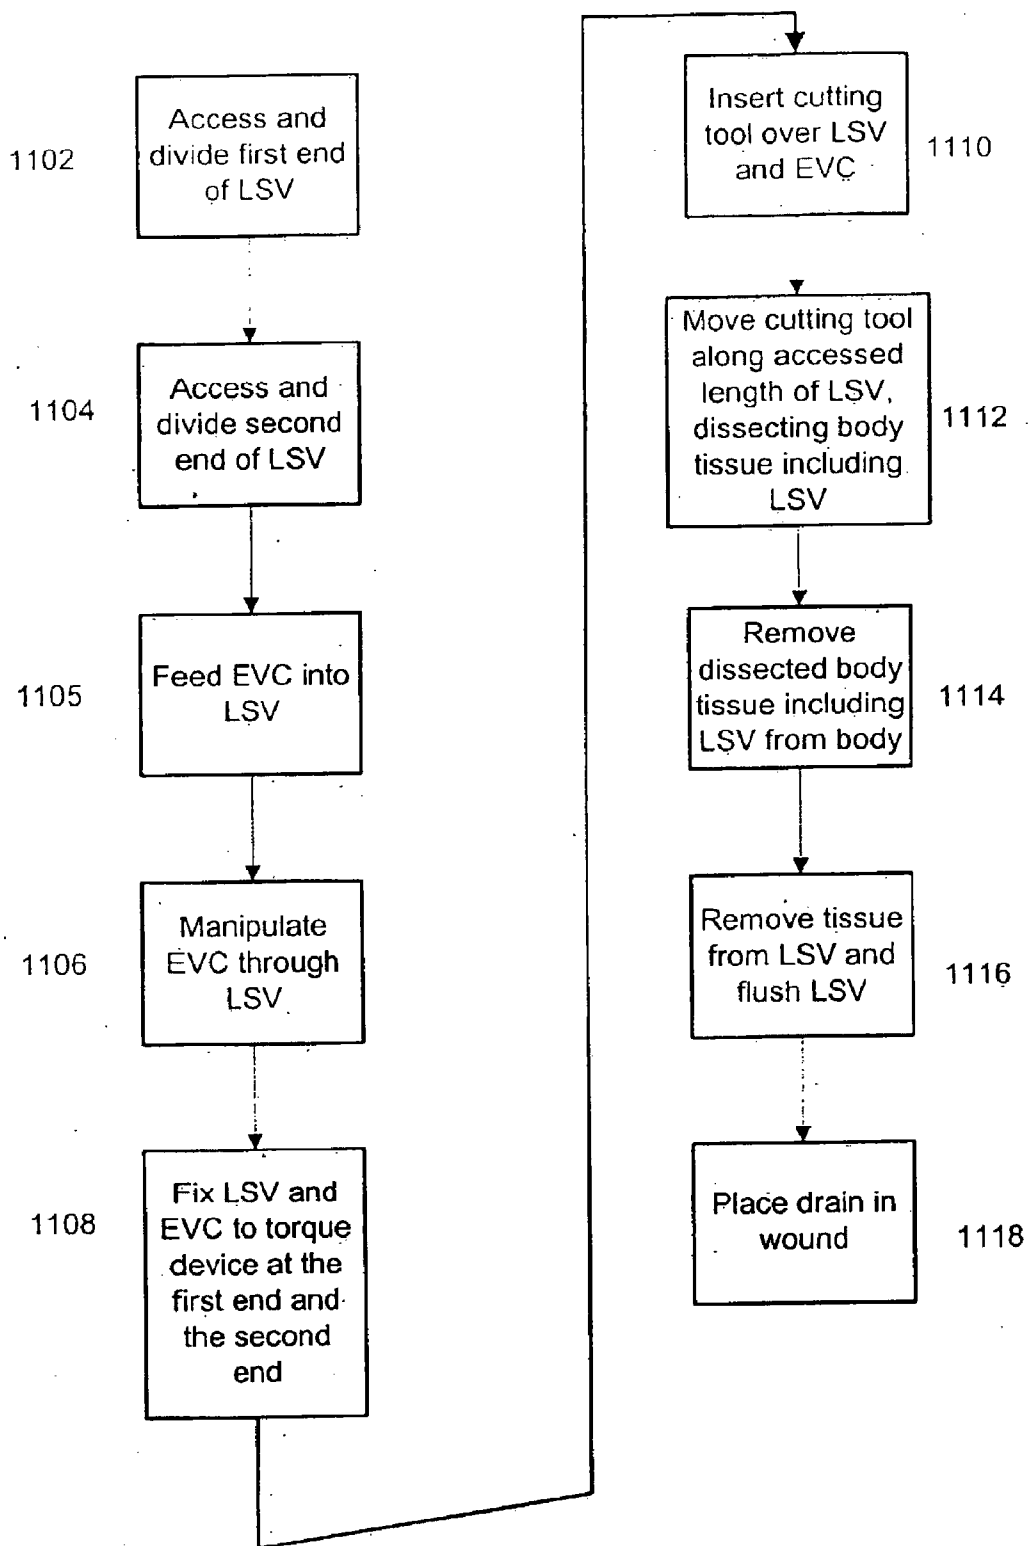 1102
Access and
divide first end
of LSV
1104
Access and
divide second
end of LSV
1105
Feed EVC into
LSV
1106
Manipulate
EVC through
LSV
1108
Fix LSV and
EVC to torque
device at the
first end and
the second
end
Insert cutting
tool over LSV
and EVC
1110
Move cutting tool
along accessed
length of LSV,
dissecting body
tissue including
LSV
1112
Remove
dissected body
tissue including
LSV from body
1114
Remove tissue
from LSV and
flush LSV
1116
Place drain in
wound
1118